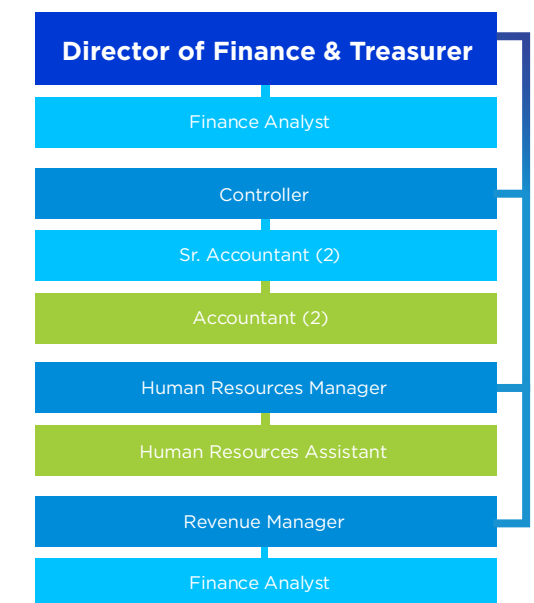 Director of Finance & Treasurer
Finance Analyst
Controller
Sr. Accountant (2)
Accountant (2)
Human Resources Manager
Human Resources Assistant
Revenue Manager
Finance Analyst